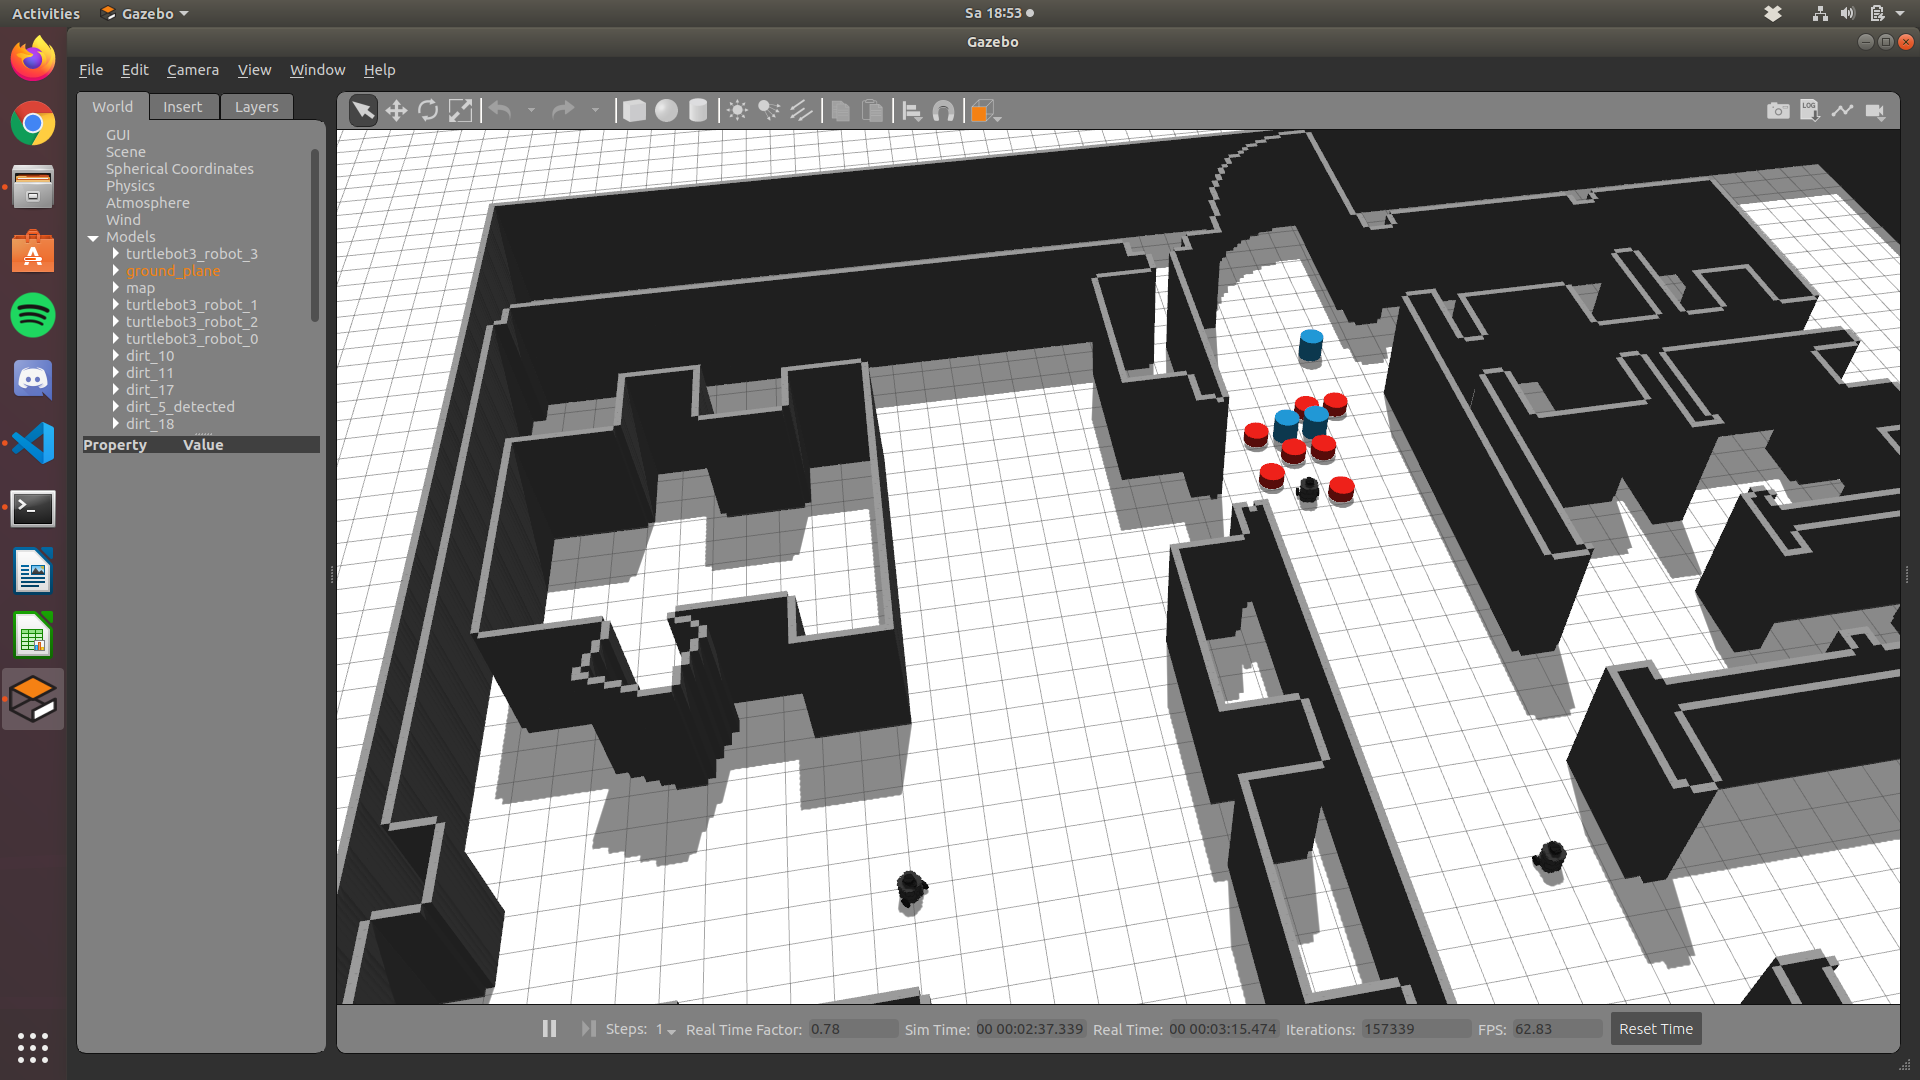 Activities Gazebo Sa 18:53
Gazebo
File Edit Camera View Window Help
World Insert Layers
GUI
Scene
Spherical Coordinates
Physics
Atmosphere
Wind
Models
turtlebot3_robot_3
ground_plane
map
turtlebot3_robot_1
turtlebot3_robot_2
turtlebot3_robot_0
dirt_10
dirt_11
dirt_17
dirt_5_detected
dirt_18
Property Value
LOG
Steps: 1 Real Time Factor: 0.78 Sim Time: 00 00:02:37.339 Real Time: 00 00:03:15.474 Iterations: 157339 FPS: 62.83 Reset Time